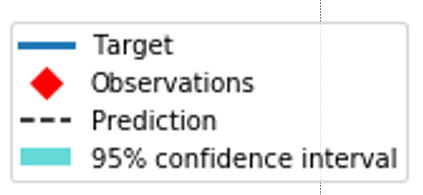 Target
Observations
Prediction
95% confidence interval